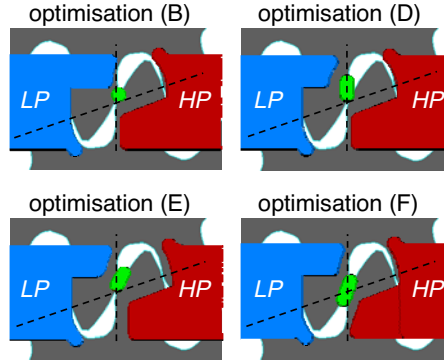 optimisation (B)
optimisation (D)
LP
HP
LP
HP
optimisation (E)
optimisation (F)
LP
HP
LP
HP